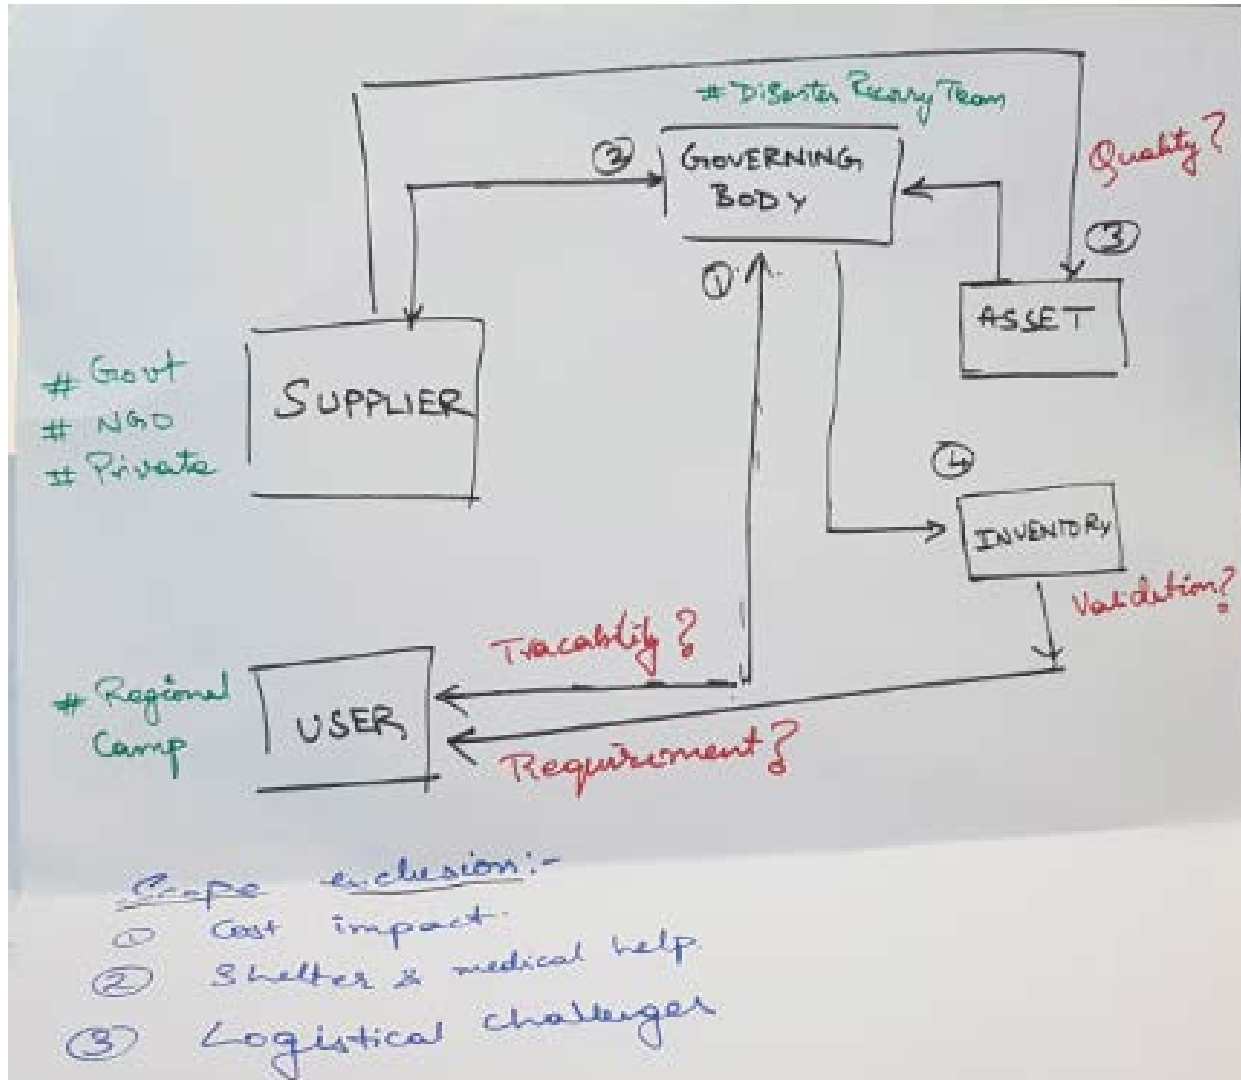 # Disaster Recovry Team
② GOVERNING
BODY
Quality?
①
③
ASSET
# Govt
# NGO
# Private
SUPPLIER
④
INVENTORY
Validation?
Tracability?
# Regional
Camp
USER
Requirement?
Scope exclusion:-
① Cost impact.
② Shelter & medical help
③ Logistical challenges